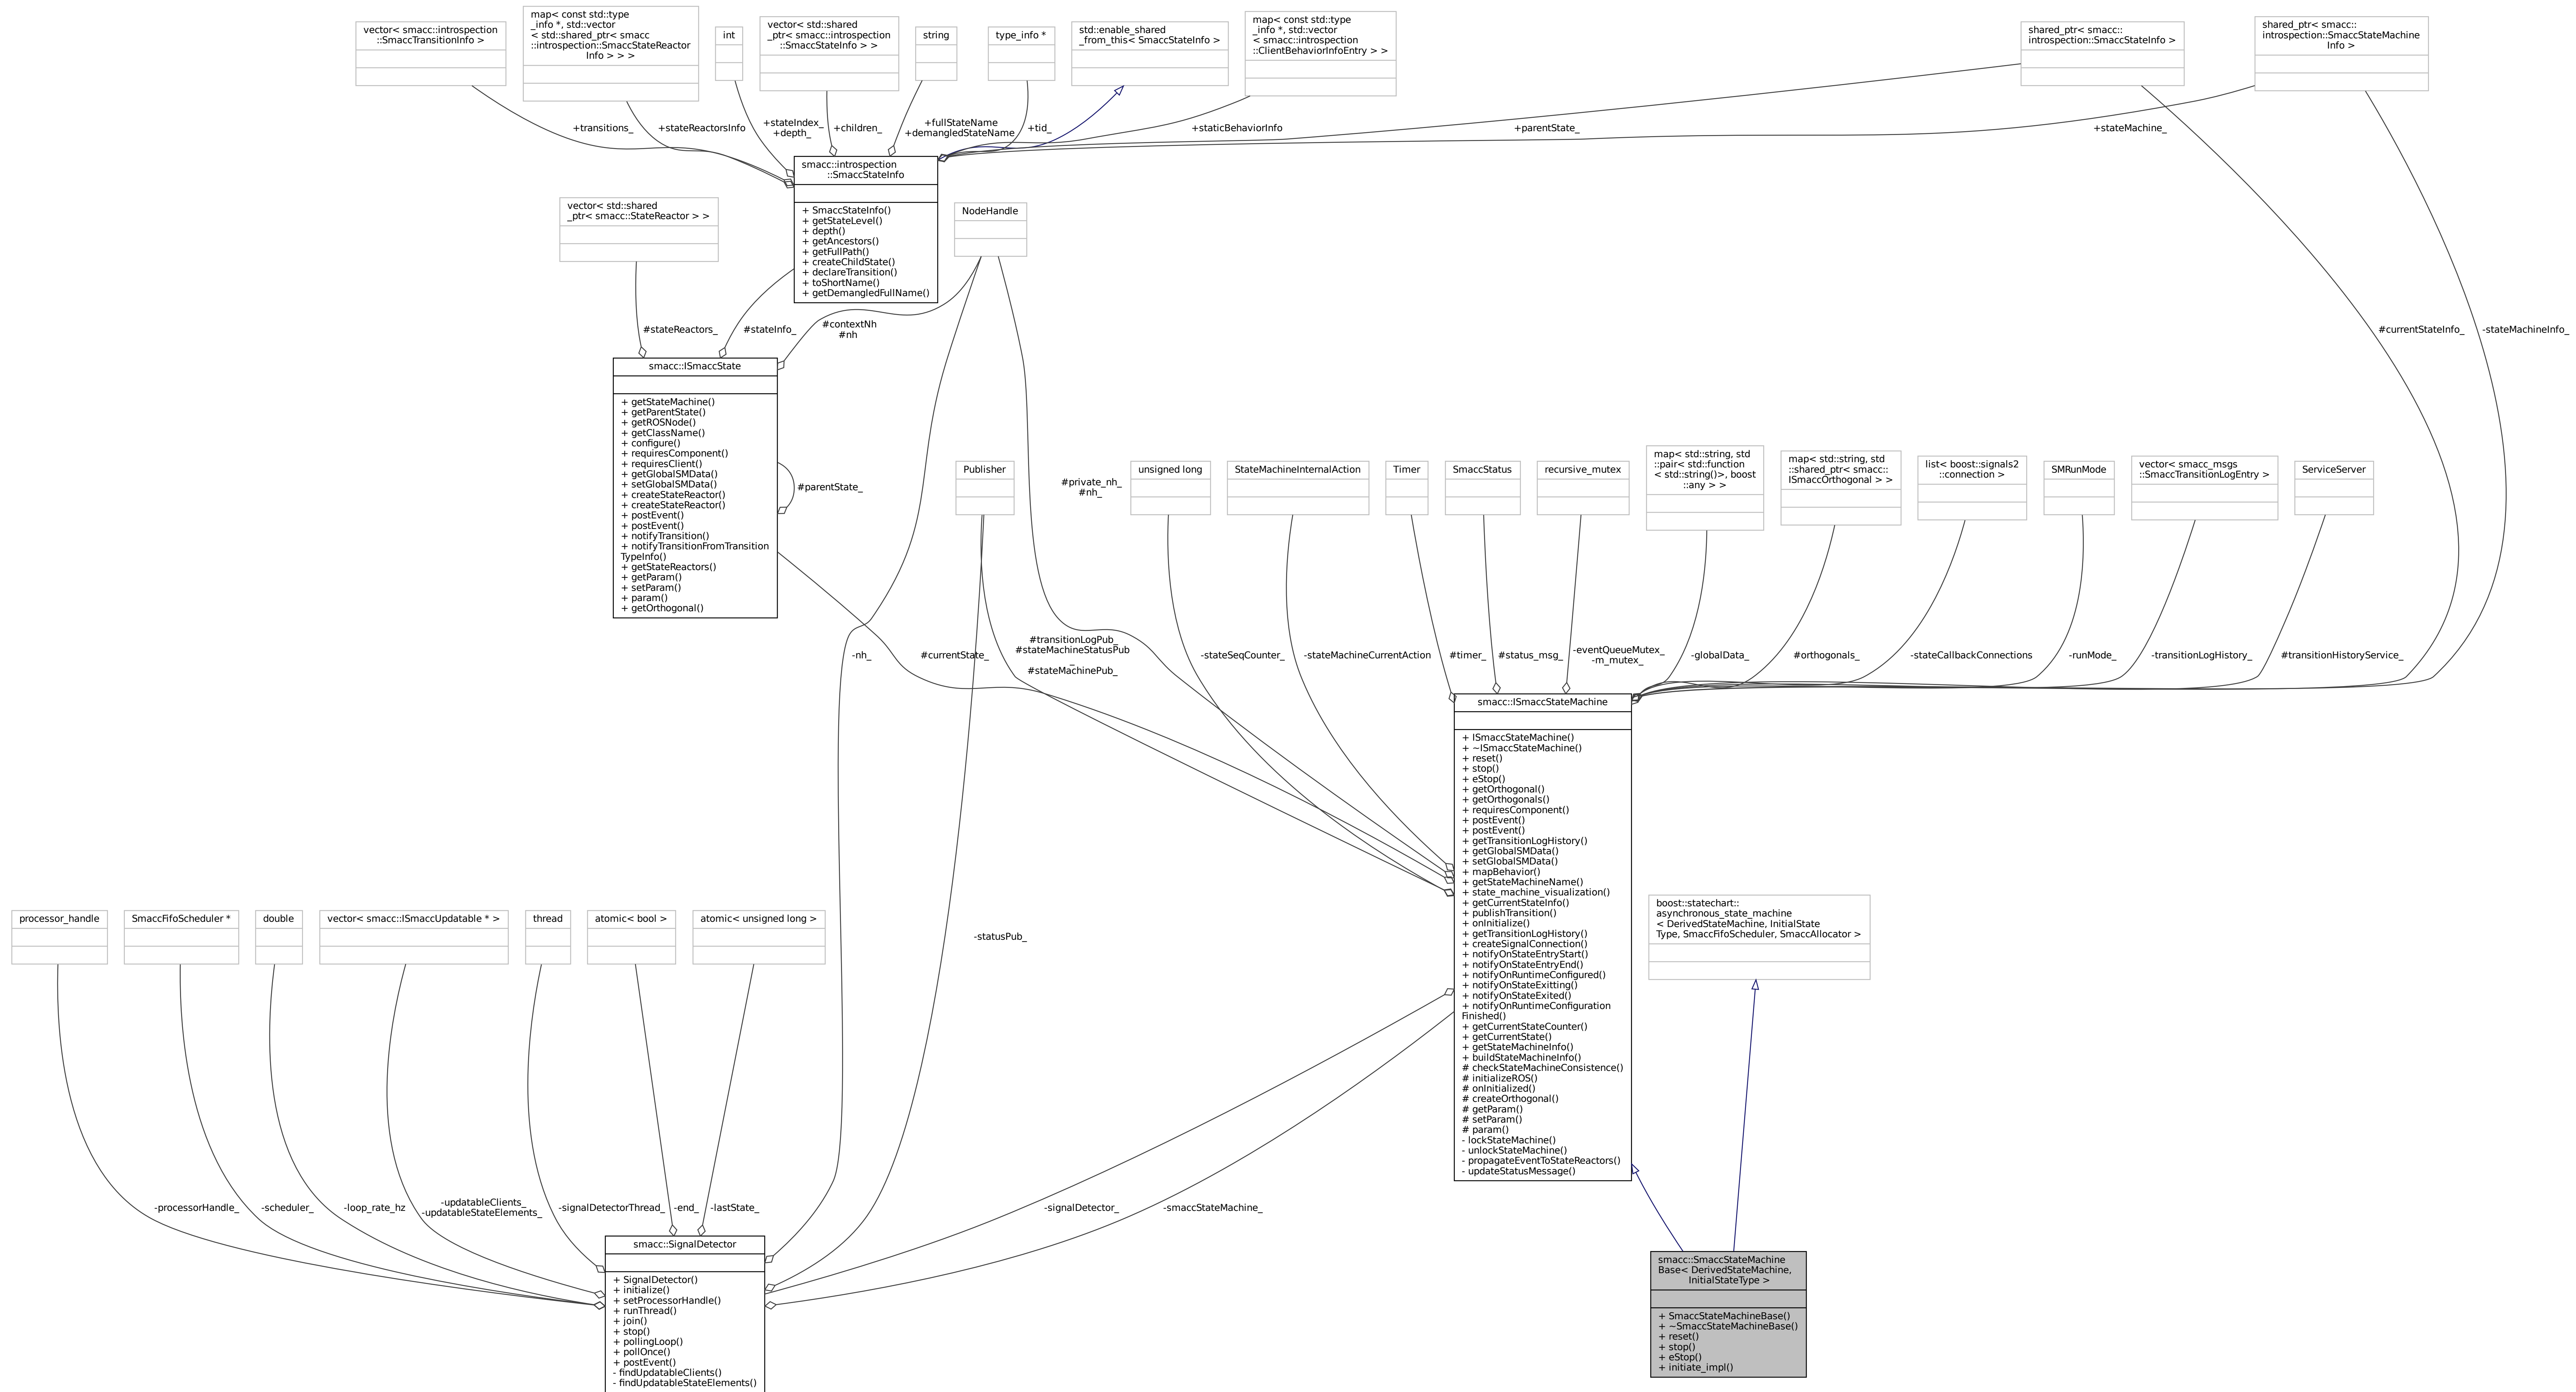 vector< smacc::introspection
::SmaccTransitionInfo >
map< const std::type
_info *, std::vector
< std::shared_ptr< smacc
::introspection::SmaccStateReactor
Info > > >
int
vector< std::shared
_ptr< smacc::introspection
::SmaccStateInfo > >
string
type_info *
std::enable_shared
_from_this< SmaccStateInfo >
map< const std::type
_info *, std::vector
< smacc::introspection
::ClientBehaviorInfoEntry > >
shared_ptr< smacc::
introspection::SmaccStateInfo >
shared_ptr< smacc::
introspection::SmaccStateMachine
Info >
+transitions_
+stateReactorsInfo
+stateIndex_
+depth_
+children_
+fullStateName
+demangledStateName
+tid_
+staticBehaviorInfo
+parentState_
+stateMachine_
smacc::introspection
::SmaccStateInfo
+ SmaccStateInfo()
+ getStateLevel()
+ depth()
+ getAncestors()
+ getFullPath()
+ createChildState()
+ declareTransition()
+ toShortName()
+ getDemangledFullName()
vector< std::shared
_ptr< smacc::StateReactor > >
NodeHandle
#stateReactors_
#stateInfo_
#contextNh
#nh
#currentStateInfo_
-stateMachineInfo_
smacc::ISmaccState
+ getStateMachine()
+ getParentState()
+ getROSNode()
+ getClassName()
+ configure()
+ requiresComponent()
+ requiresClient()
+ getGlobalSMData()
+ setGlobalSMData()
+ createStateReactor()
+ createStateReactor()
+ postEvent()
+ postEvent()
+ notifyTransition()
+ notifyTransitionFromTransition
TypeInfo()
+ getStateReactors()
+ getParam()
+ setParam()
+ param()
+ getOrthogonal()
#parentState_
Publisher
#private_nh_
#nh_
unsigned long
StateMachineInternalAction
Timer
SmaccStatus
recursive_mutex
map< std::string, std
::pair< std::function
< std::string()>, boost
::any > >
map< std::string, std
::shared_ptr< smacc::
ISmaccOrthogonal > >
list< boost::signals2
::connection >
SMRunMode
vector< smacc_msgs
::SmaccTransitionLogEntry >
ServiceServer
-nh_
#currentState_
#transitionLogPub_
#stateMachineStatusPub
_
#stateMachinePub_
-stateSeqCounter_
-stateMachineCurrentAction
#timer_
#status_msg_
-eventQueueMutex_
-m_mutex_
-globalData_
#orthogonals_
-stateCallbackConnections
-runMode_
-transitionLogHistory_
#transitionHistoryService_
smacc::ISmaccStateMachine
+ ISmaccStateMachine()
+ ~ISmaccStateMachine()
+ reset()
+ stop()
+ eStop()
+ getOrthogonal()
+ getOrthogonals()
+ requiresComponent()
+ postEvent()
+ postEvent()
+ getTransitionLogHistory()
+ getGlobalSMData()
+ setGlobalSMData()
+ mapBehavior()
+ getStateMachineName()
+ state_machine_visualization()
+ getCurrentStateInfo()
+ publishTransition()
+ onInitialize()
+ getTransitionLogHistory()
+ createSignalConnection()
+ notifyOnStateEntryStart()
+ notifyOnStateEntryEnd()
+ notifyOnRuntimeConfigured()
+ notifyOnStateExitting()
+ notifyOnStateExited()
+ notifyOnRuntimeConfiguration
Finished()
+ getCurrentStateCounter()
+ getCurrentState()
+ getStateMachineInfo()
+ buildStateMachineInfo()
# checkStateMachineConsistence()
# initializeROS()
# onInitialized()
# createOrthogonal()
# getParam()
# setParam()
# param()
- lockStateMachine()
- unlockStateMachine()
- propagateEventToStateReactors()
- updateStatusMessage()
boost::statechart::
asynchronous_state_machine
< DerivedStateMachine, InitialState
Type, SmaccFifoScheduler, SmaccAllocator >
processor_handle
SmaccFifoScheduler *
double
vector< smacc::ISmaccUpdatable * >
thread
atomic< bool >
atomic< unsigned long >
-statusPub_
-processorHandle_
-scheduler_
-loop_rate_hz
-updatableClients_
-updatableStateElements_
-signalDetectorThread_
-end_
-lastState_
-signalDetector_
-smaccStateMachine_
smacc::SignalDetector
+ SignalDetector()
+ initialize()
+ setProcessorHandle()
+ runThread()
+ join()
+ stop()
+ pollingLoop()
+ pollOnce()
+ postEvent()
- findUpdatableClients()
- findUpdatableStateElements()
smacc::SmaccStateMachine
Base< DerivedStateMachine,
InitialStateType >
+ SmaccStateMachineBase()
+ ~SmaccStateMachineBase()
+ reset()
+ stop()
+ eStop()
+ initiate_impl()